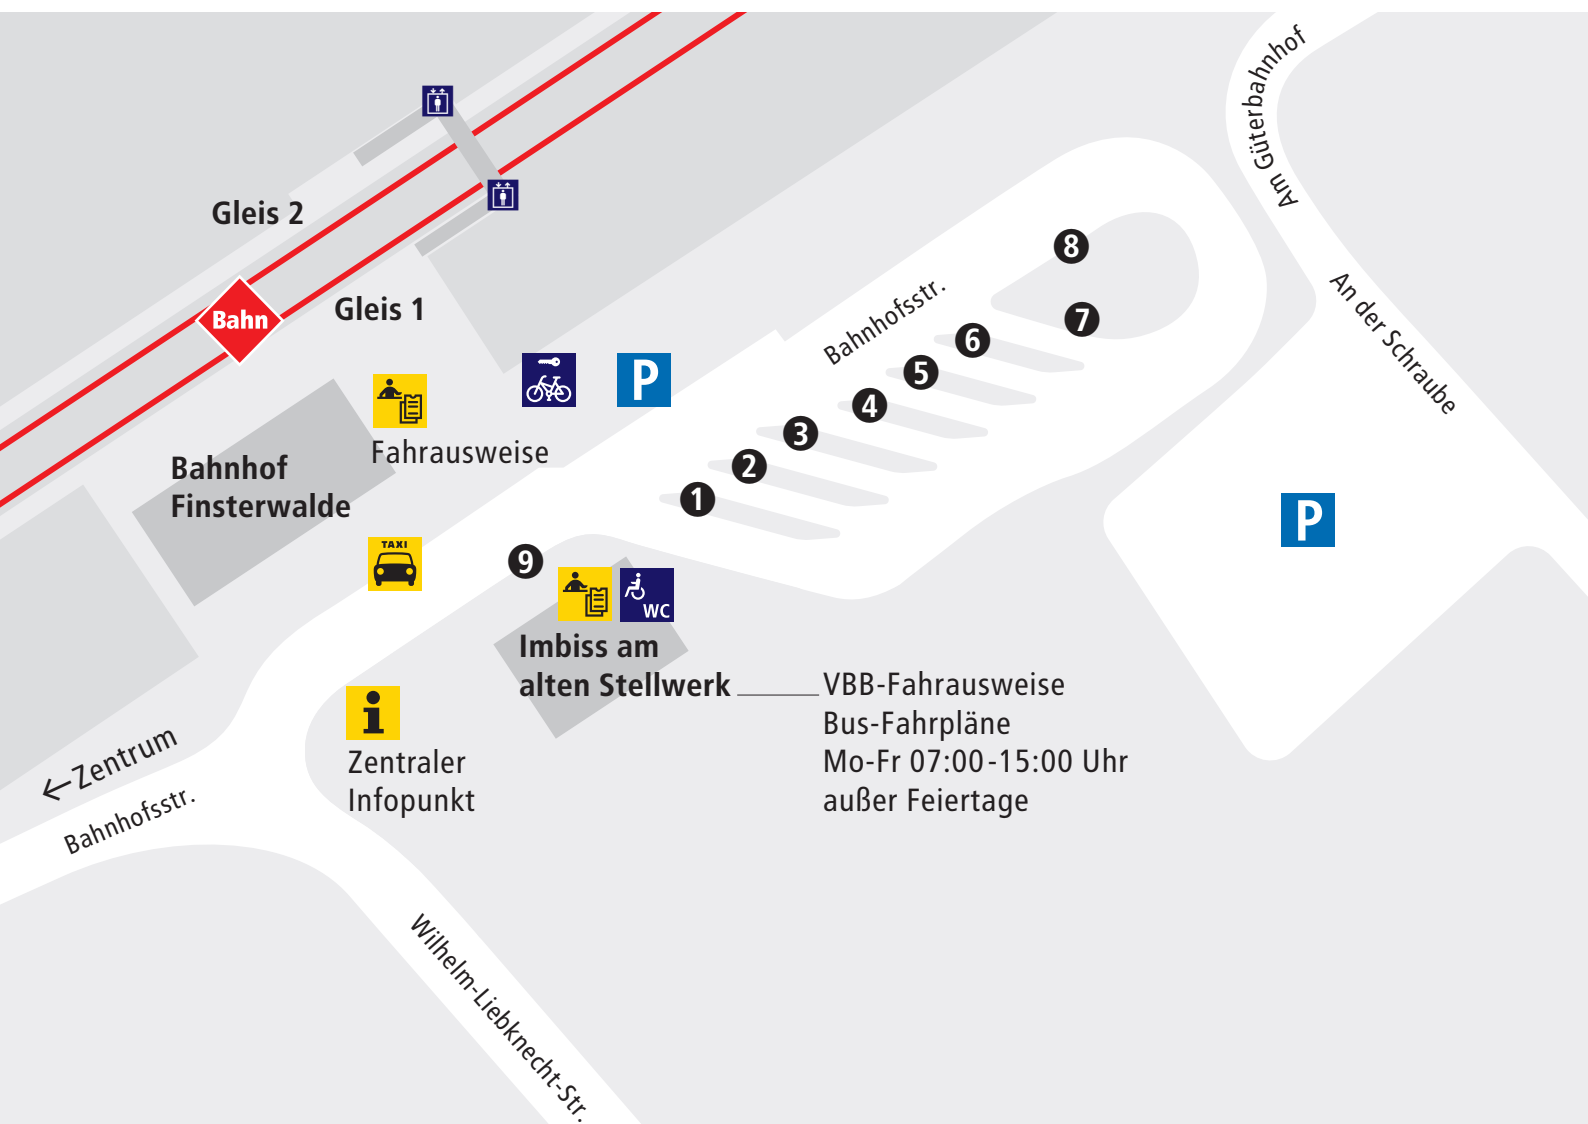 Am Güterbahnhof
Gleis 2
Bahn
Gleis 1
An der Schraube
Bahnhofsstr.
8
7
6
5
4
3
2
1
9
P
Fahrausweise
Bahnhof
Finsterwalde
TAXI
P
WC
Imbiss am
alten Stellwerk
VBB-Fahrausweise
Bus-Fahrpläne
Mo-Fr 07:00-15:00 Uhr
außer Feiertage
i
Zentraler
Infopunkt
←Zentrum
Bahnhofsstr.
Wilhelm-Liebknecht-Str.